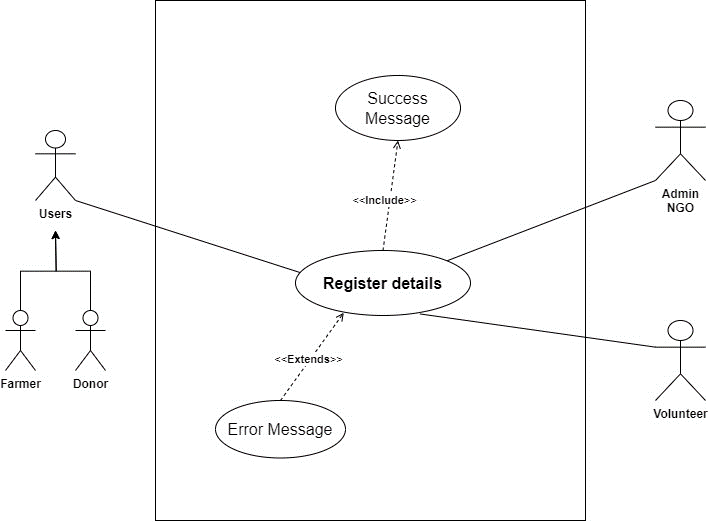 Success
Message
<<Include>>
Admin
NGO
Users
Register details
<<Extends>>
Farmer
Donor
Volunteer
Error Message